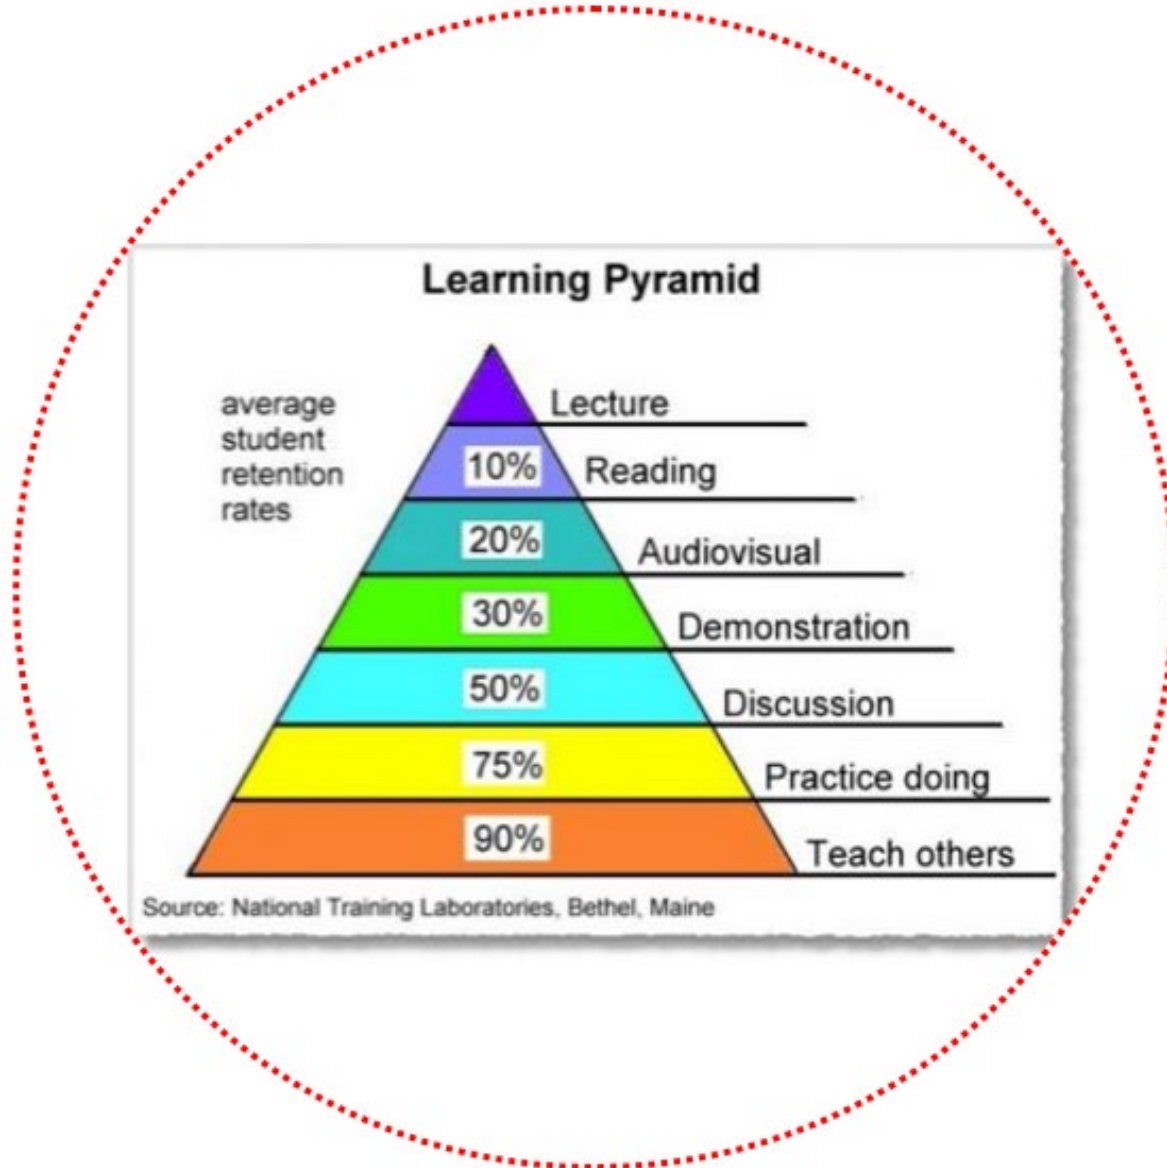 Learning Pyramid
average
student
retention
rates
Lecture
10% Reading
20% Audiovisual
30% Demonstration
50% Discussion
75% Practice doing
90% Teach others
Source: National Training Laboratories, Bethel, Maine